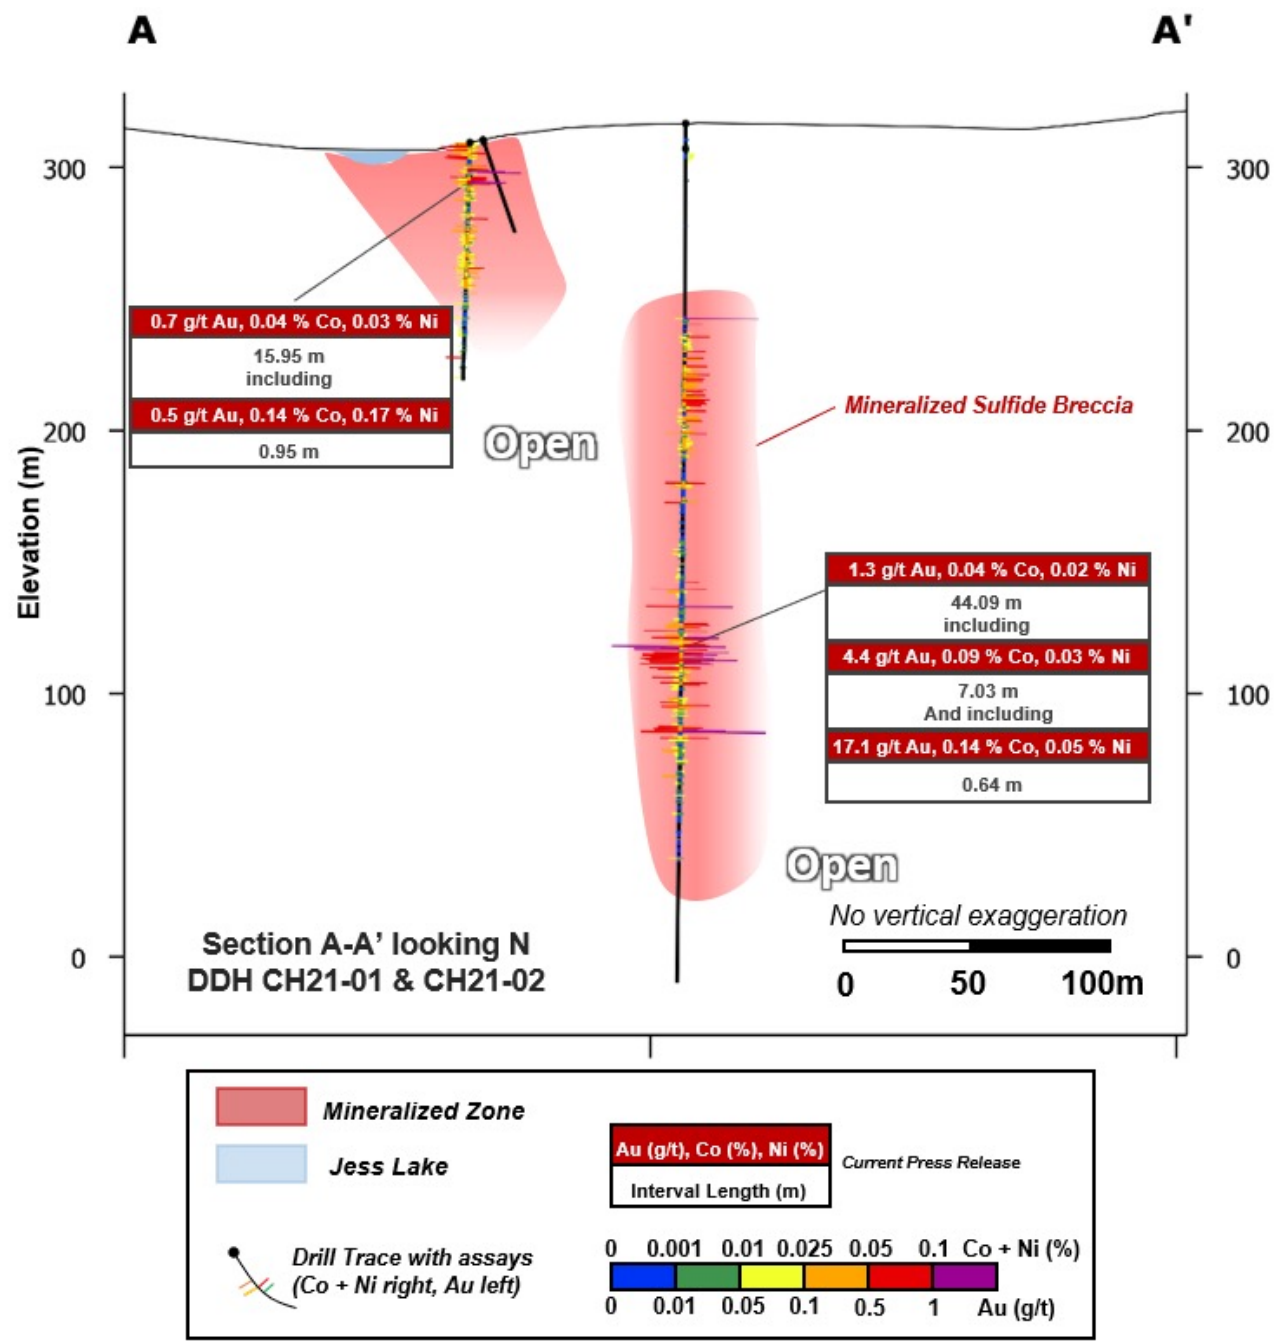 A
A'
300
300
0.7 g/t Au, 0.04 % Co, 0.03 % Ni
15.95 m
including
0.5 g/t Au, 0.14 % Co, 0.17 % Ni
0.95 m
Mineralized Sulfide Breccia
200
Open
200
Elevation (m)
1.3 g/t Au, 0.04 % Co, 0.02 % Ni
44.09 m
including
4.4 g/t Au, 0.09 % Co, 0.03 % Ni
7.03 m
And including
17.1 g/t Au, 0.14 % Co, 0.05 % Ni
0.64 m
100
100
Open
No vertical exaggeration
0 50 100m
Section A-A’ looking N
DDH CH21-01 & CH21-02
0
0
Mineralized Zone
Jess Lake
Drill Trace with assays
(Co + Ni right, Au left)
Au (g/t), Co (%), Ni (%)
Interval Length (m)
Current Press Release
0 0.001 0.01 0.025 0.05 0.1 Co + Ni (%)
0 0.01 0.05 0.1 0.5 1 Au (g/t)